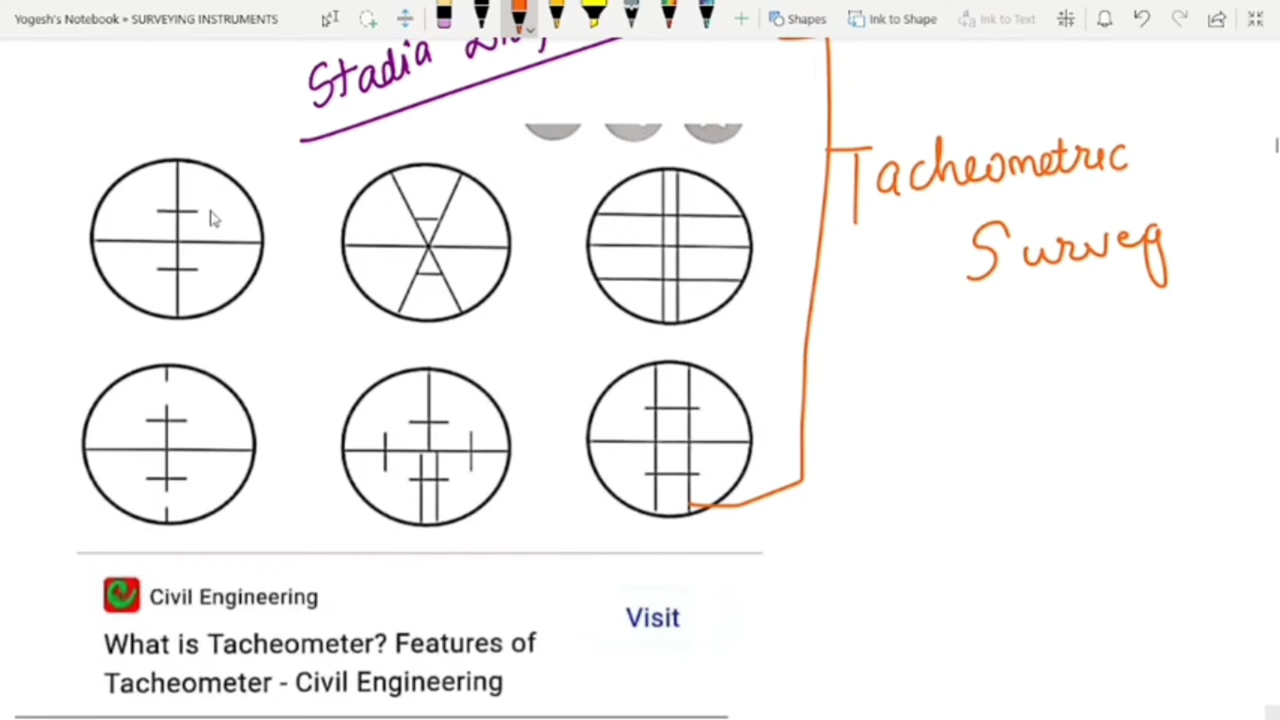 Yogesh's Notebook » SURVEYING INSTRUMENTS
Shapes
Ink to Shape
Ink to Text
Stadia
Tacheometric
Survey
Civil Engineering
Visit
What is Tacheometer? Features of
Tacheometer - Civil Engineering